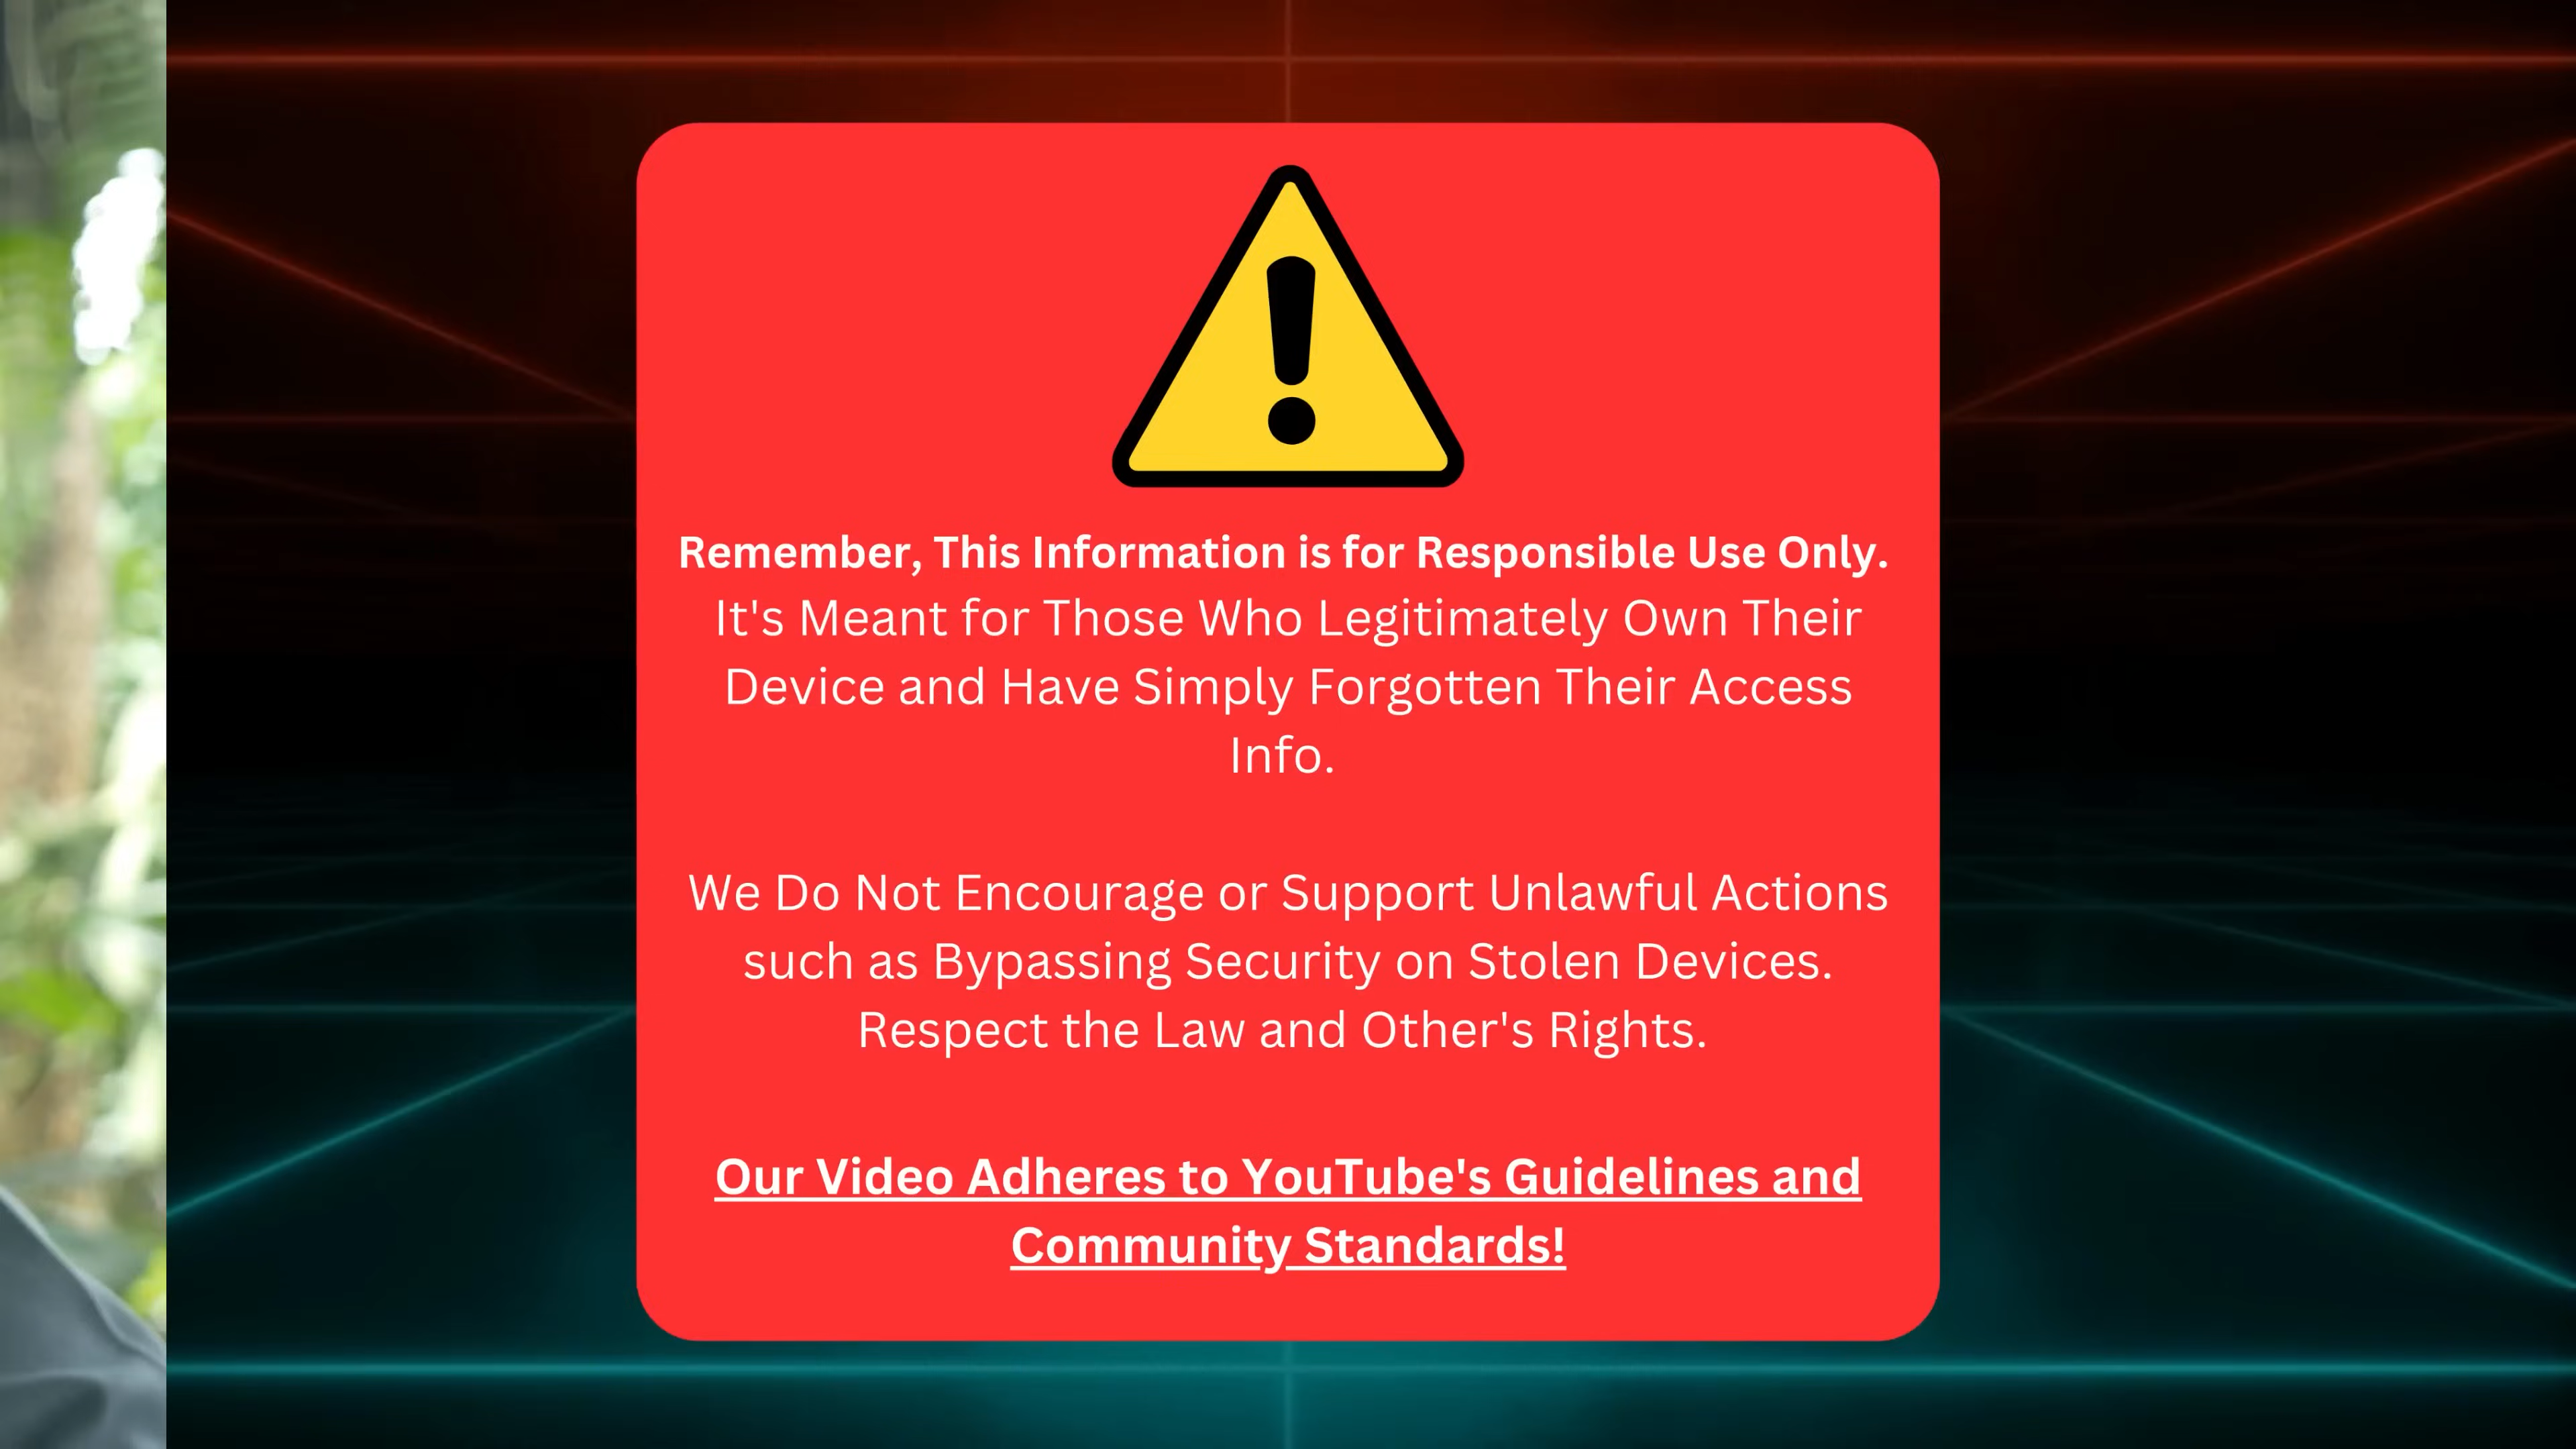 Remember, This Information is for Responsible Use Only.
It's Meant for Those Who Legitimately Own Their
Device and Have Simply Forgotten Their Access
Info.
We Do Not Encourage or Support Unlawful Actions
such as Bypassing Security on Stolen Devices.
Respect the Law and Other's Rights.
Our Video Adheres to YouTube's Guidelines and
Community Standards!